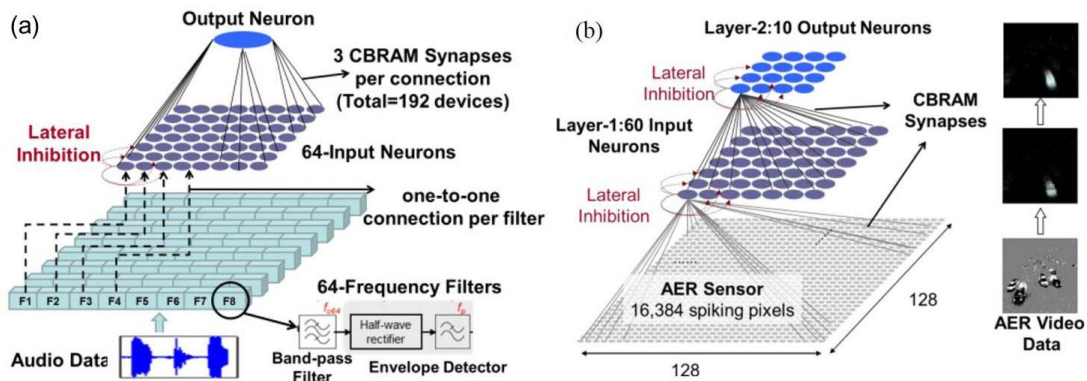 (a)
Output Neuron
3 CBRAM Synapses
per connection
(Total=192 devices)
Lateral
Inhibition
64-Input Neurons
one-to-one
connection per filter
F1 F2 F3 F4 F5 F6 F7 F8
64-Frequency Filters
Audio Data
fc64
Half-wave
rectifier
fp
Band-pass
Filter
Envelope Detector
(b)
Layer-2:10 Output Neurons
Lateral
Inhibition
CBRAM
Synapses
Layer-1:60 Input
Neurons
Lateral
Inhibition
AER Sensor
16,384 spiking pixels
128
128
AER Video
Data